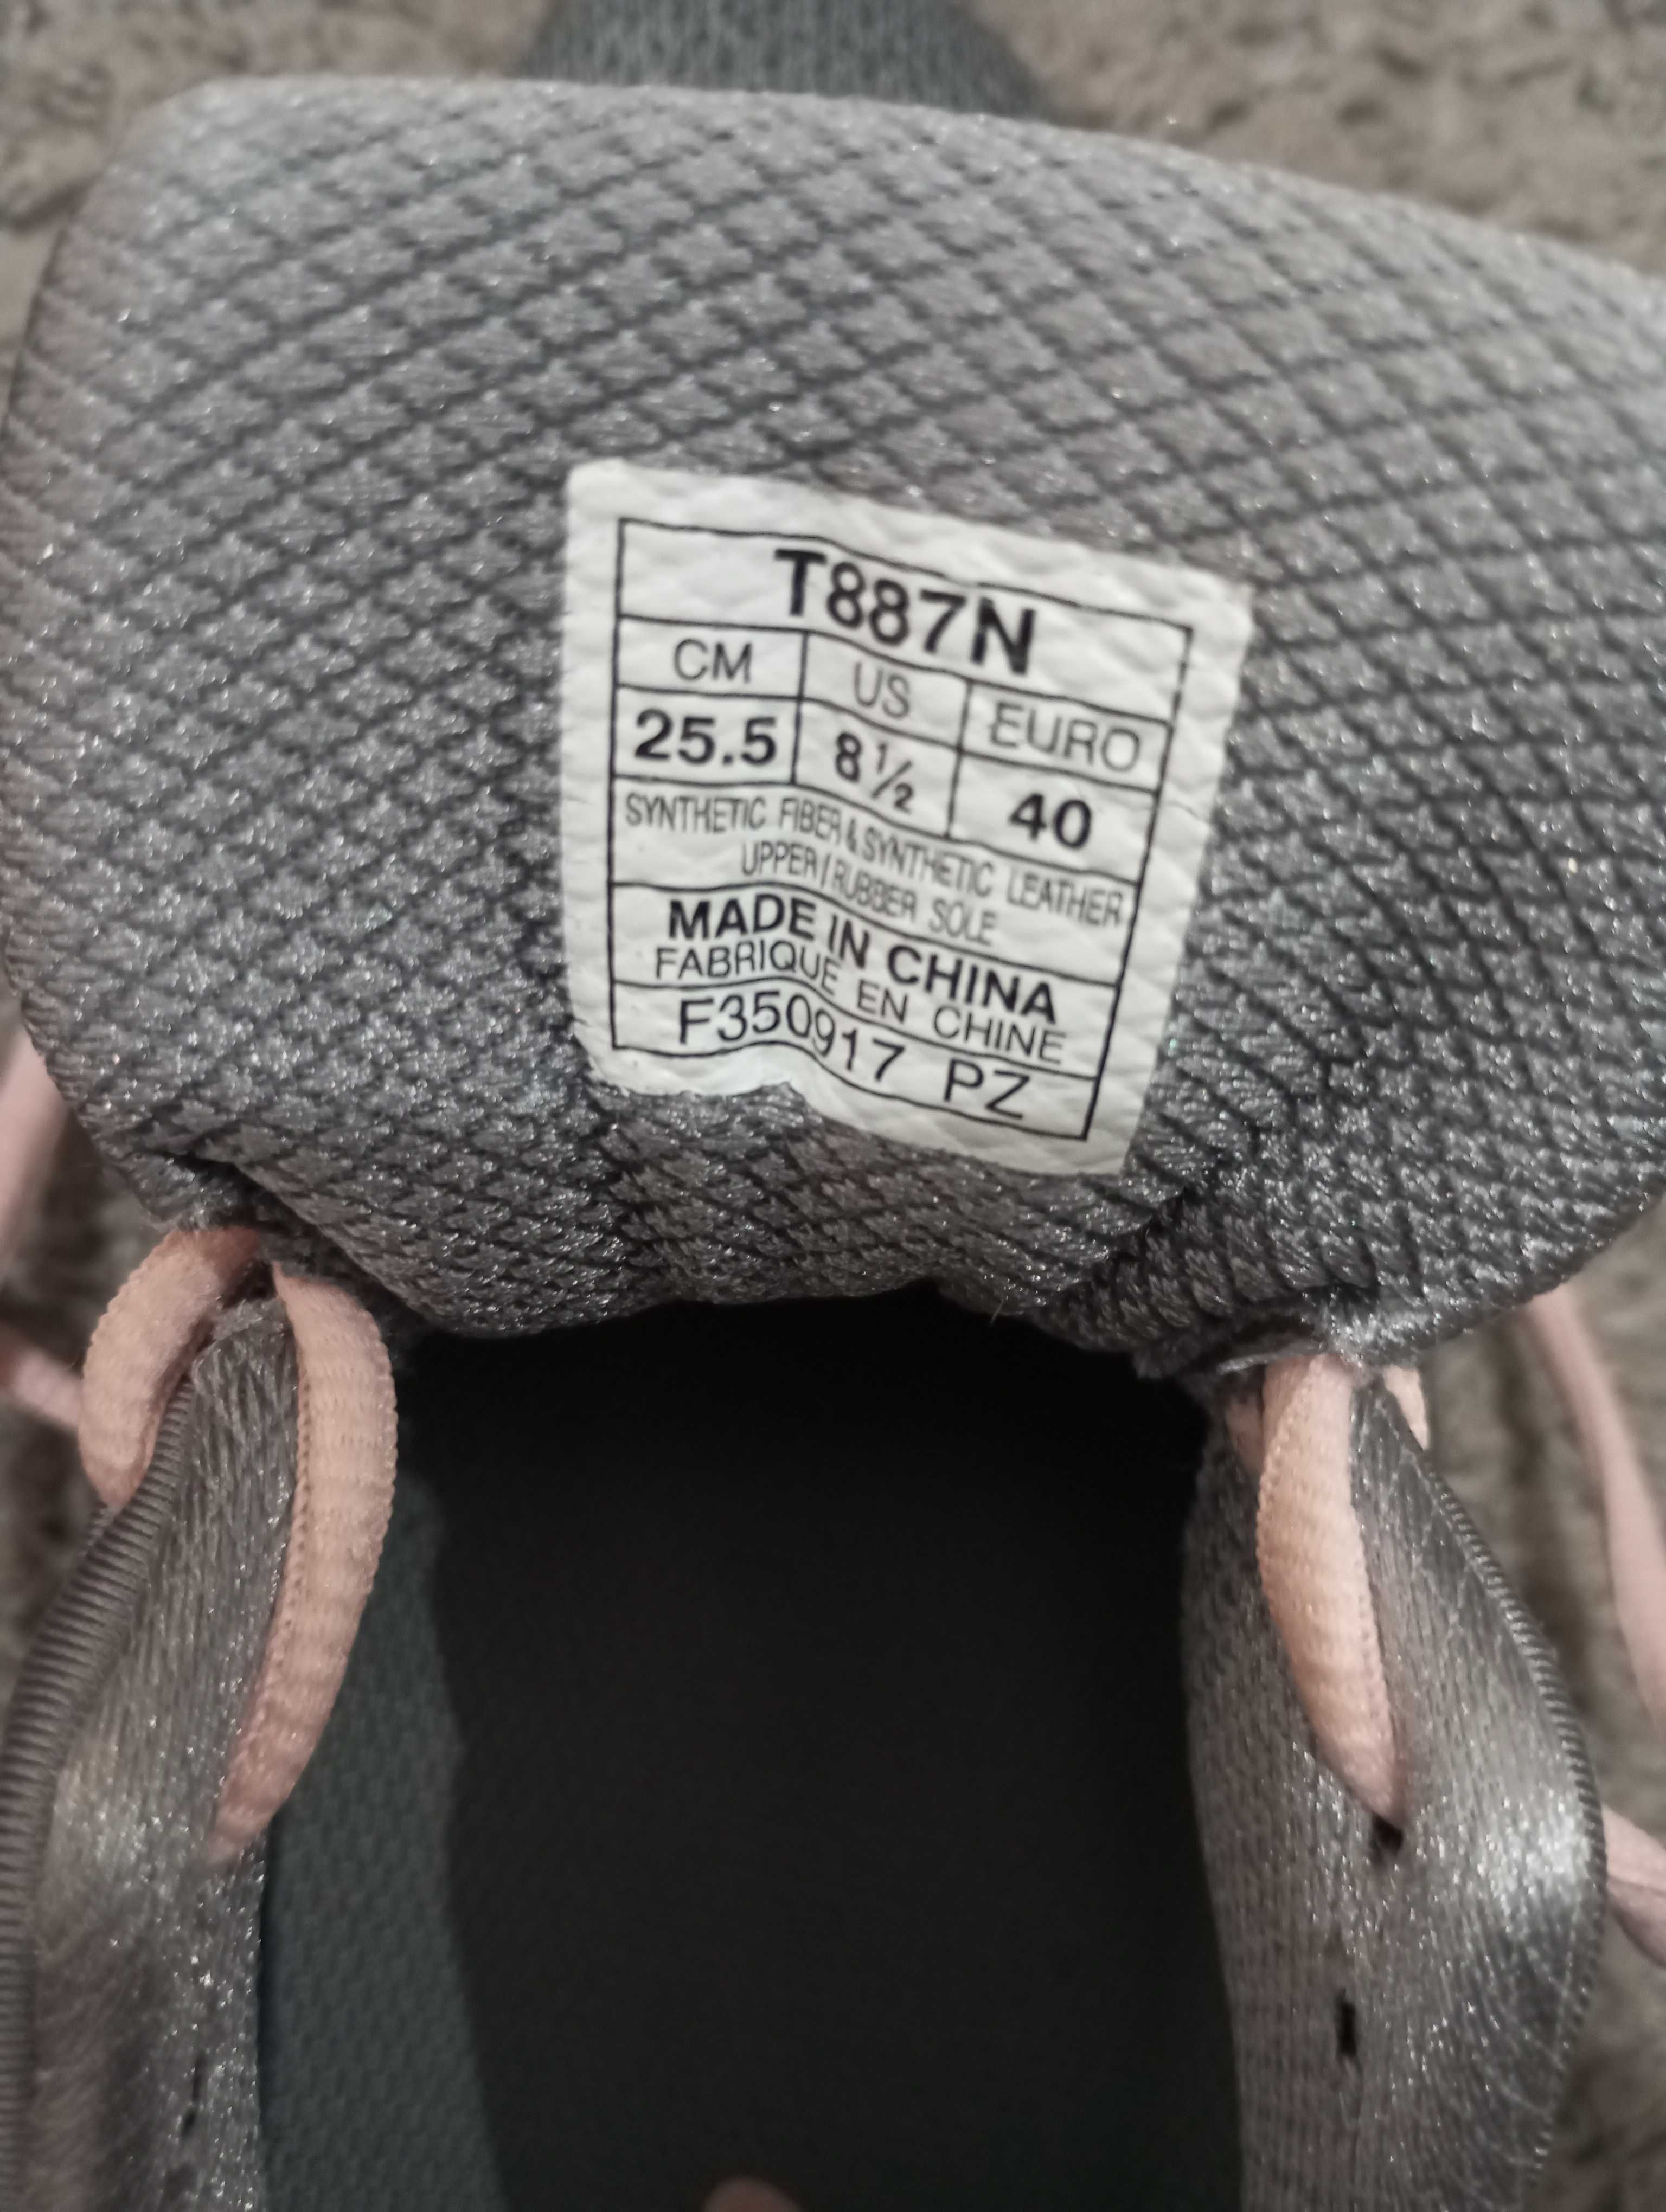 T887N
CM US EURO
25.5 8½ 40
SYNTHETIC FIBER & SYNTHETIC LEATHER
UPPER/RUBBER SOLE
MADE IN CHINA
FABRIQUE EN CHINE
F350917 PZ